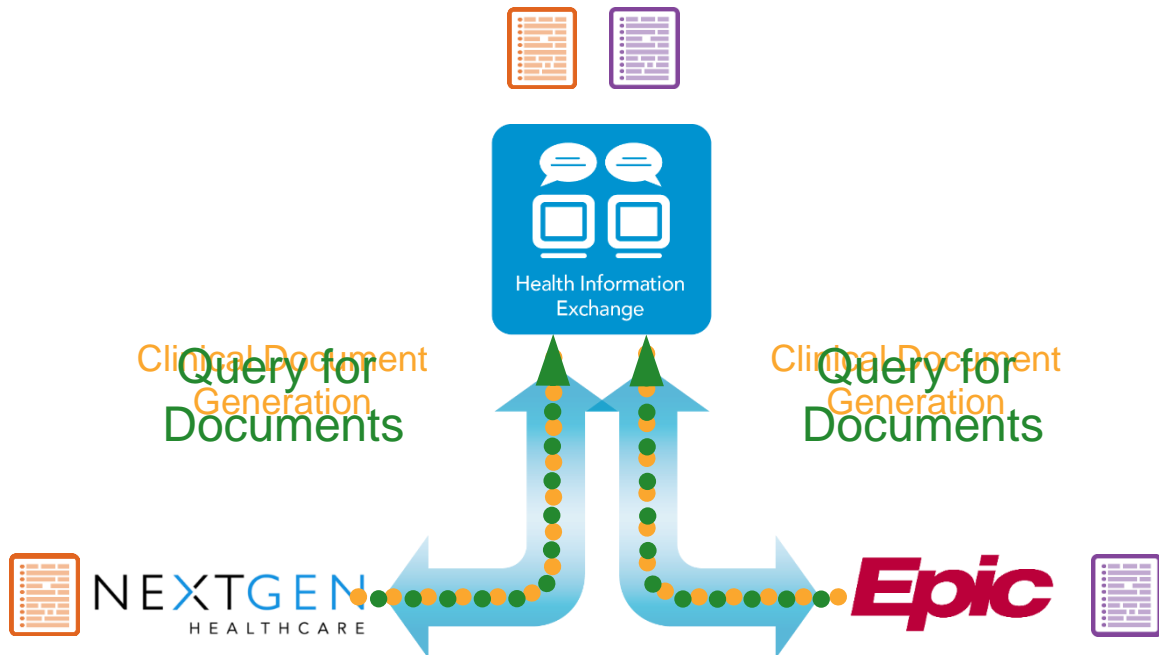 Health Information
Exchange
Clinical Document
Generation
Query for
Documents
Clinical Document
Generation
Query for
Documents
NEXTGEN
HEALTHCARE
Epic